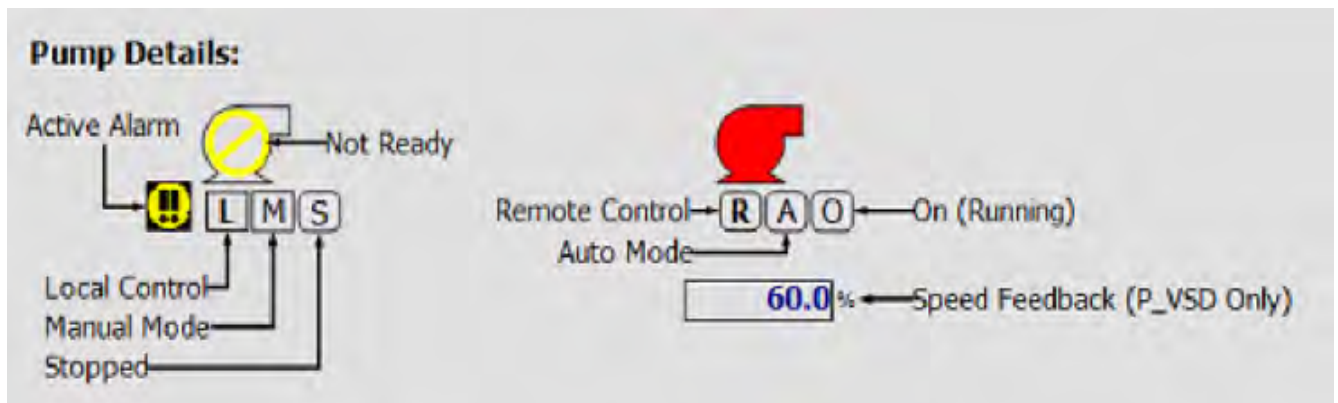 Pump Details:
Active Alarm
Not Ready
!!
L M S
Local Control
Manual Mode
Stopped
Remote Control
R A O
On (Running)
Auto Mode
60.0 %
Speed Feedback (P_VSD Only)